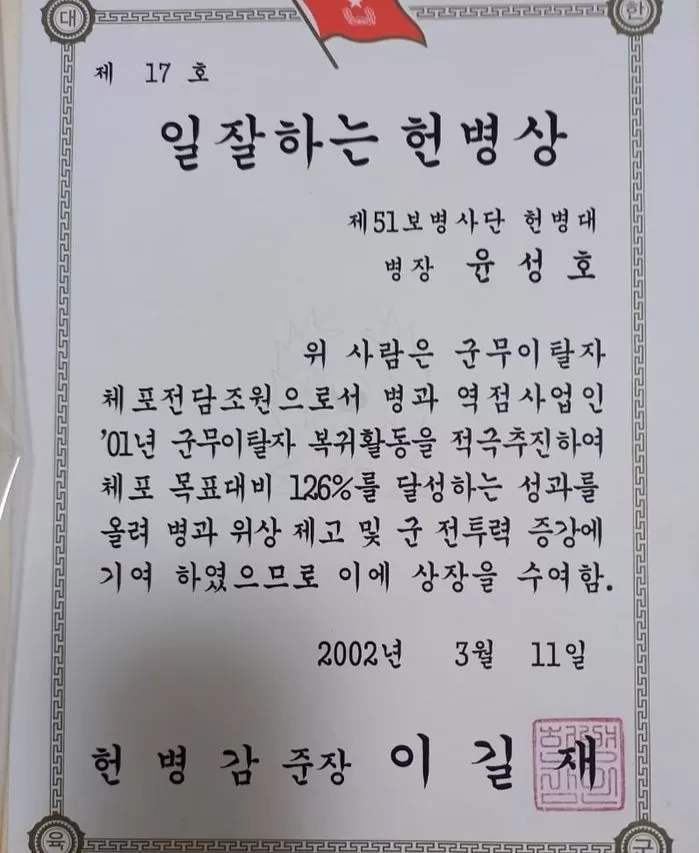 대 한
제 17 호
일잘하는 헌병상
제51보병사단 헌병대
병장 윤성호
위 사람은 군무이탈자
체포전담조원으로서 병과 역점사업인
'01년 군무이탈자 복귀활동을 적극추진하여
체포 목표대비 126%를 달성하는 성과를
올려 병과 위상 제고 및 군 전투력 증강에
기여 하였으므로 이에 상장을 수여함.
2002년 3월 11일
헌병감 준장 이길재
육 군